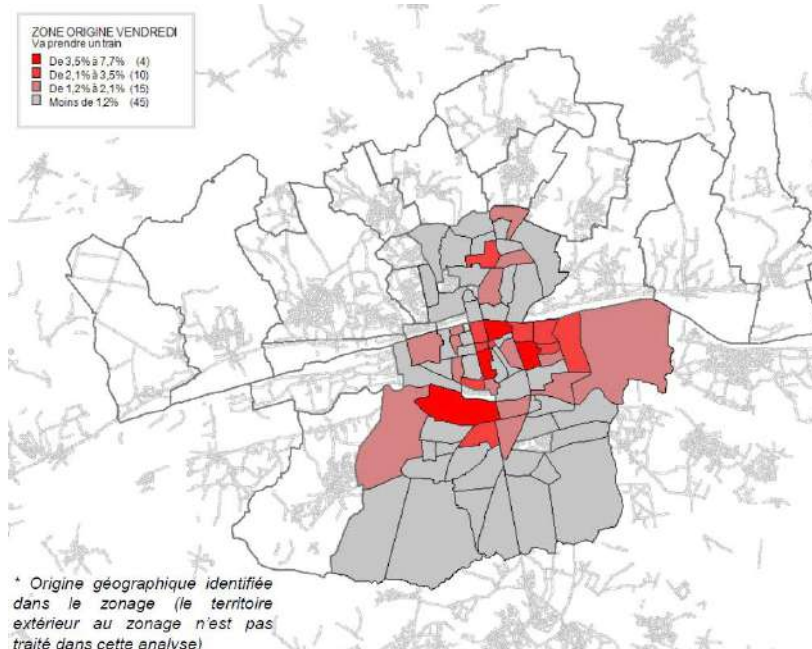 ZONE ORIGINE VENDREDI
Va prendre un train
De 3,5% à 7,7% (4)
De 2,1% à 3,5% (10)
De 1,2% à 2,1% (15)
Moins de 1,2% (45)
* Origine géographique identifiée
dans le zonage (le territoire
extérieur au zonage n'est pas
traité dans cette analyse)